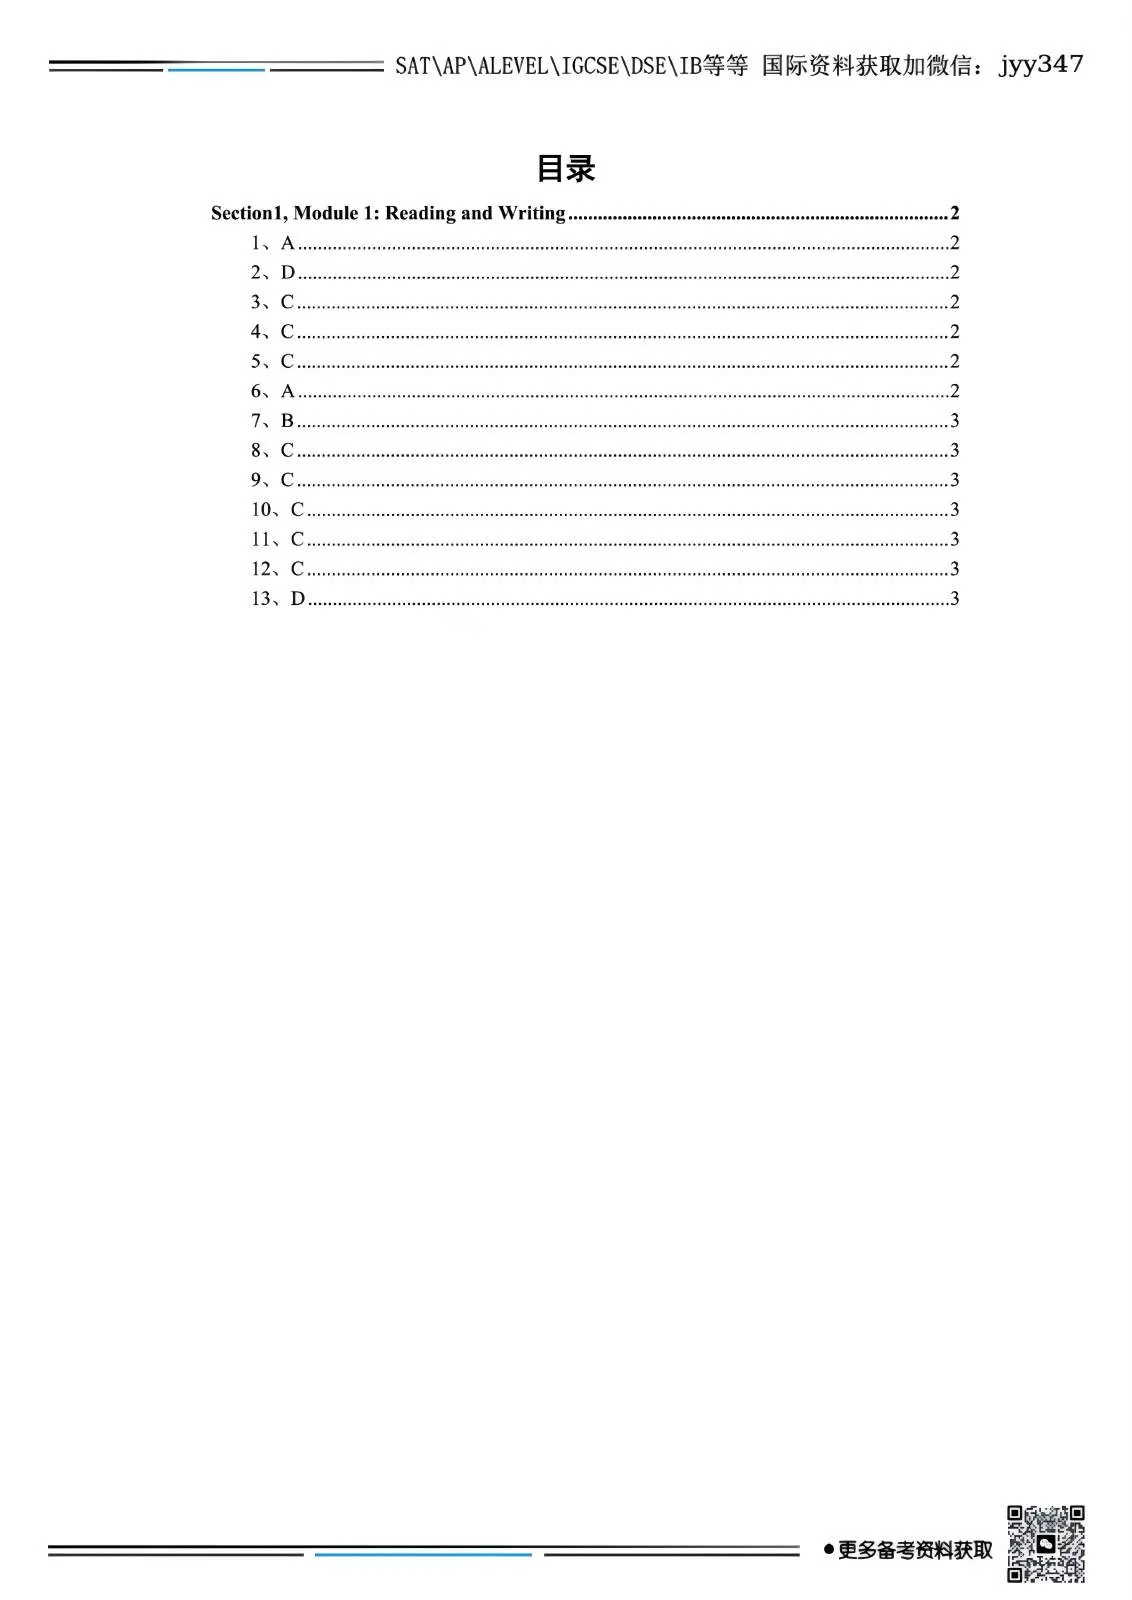 SAT\AP\ALEVEL\IGCSE\DSE\IB等等 国际资料获取加微信：jyy347
目录
Section1, Module 1: Reading and Writing........................2
1、A........................2
2、D........................2
3、C........................2
4、C........................2
5、C........................2
6、A........................2
7、B........................3
8、C........................3
9、C........................3
10、C........................3
11、C........................3
12、C........................3
13、D........................3
●更多备考资料获取